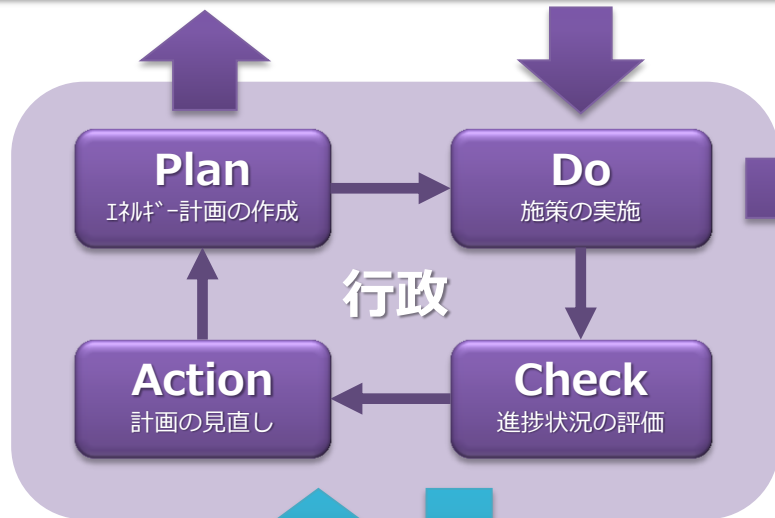 Plan
ｴﾈﾙｷﾞｰ計画の作成
Do
施策の実施
行政
Action
計画の見直し
Check
進捗状況の評価